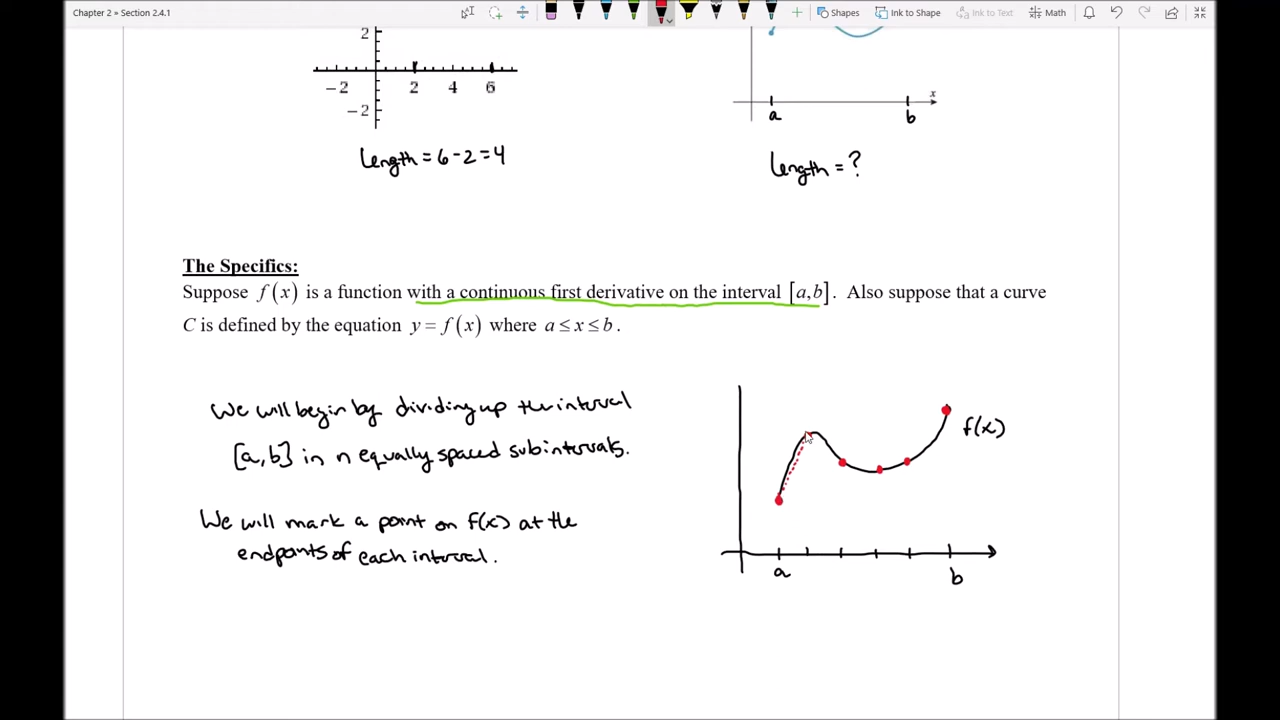 Chapter 2 » Section 2.4.1
Shapes
Ink to Shape
Ink to Text
Math
2
-2 2 4 6
-2
length = 6-2=4
x
a b
length = ?
The Specifics:
Suppose f(x) is a function with a continuous first derivative on the interval [a,b]. Also suppose that a curve
C is defined by the equation y = f(x) where a ≤ x ≤ b.
We will begin by dividing up the interval
[a,b] in n equally spaced subintervals.
We will mark a point on f(x) at the
endpoints of each interval.
f(x)
a b